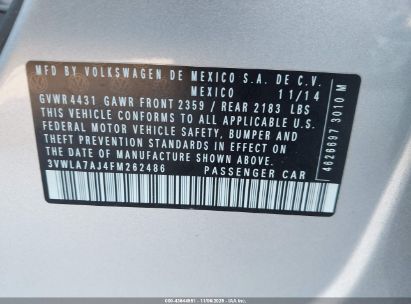 MFD. BY VOLKSWAGEN DE MEXICO S.A. DE C.V.
MEXICO 11/14
GVWR 4431 GAWR FRONT 2359 / REAR 2183 LBS
THIS VEHICLE CONFORMS TO ALL APPLICABLE U.S.
FEDERAL MOTOR VEHICLE SAFETY, BUMPER AND
THEFT PREVENTION STANDARDS IN EFFECT ON THE
DATE OF MANUFACTURE SHOWN ABOVE.
3VWLA7AJ4FM262486
PASSENGER CAR
4626697 3010 M